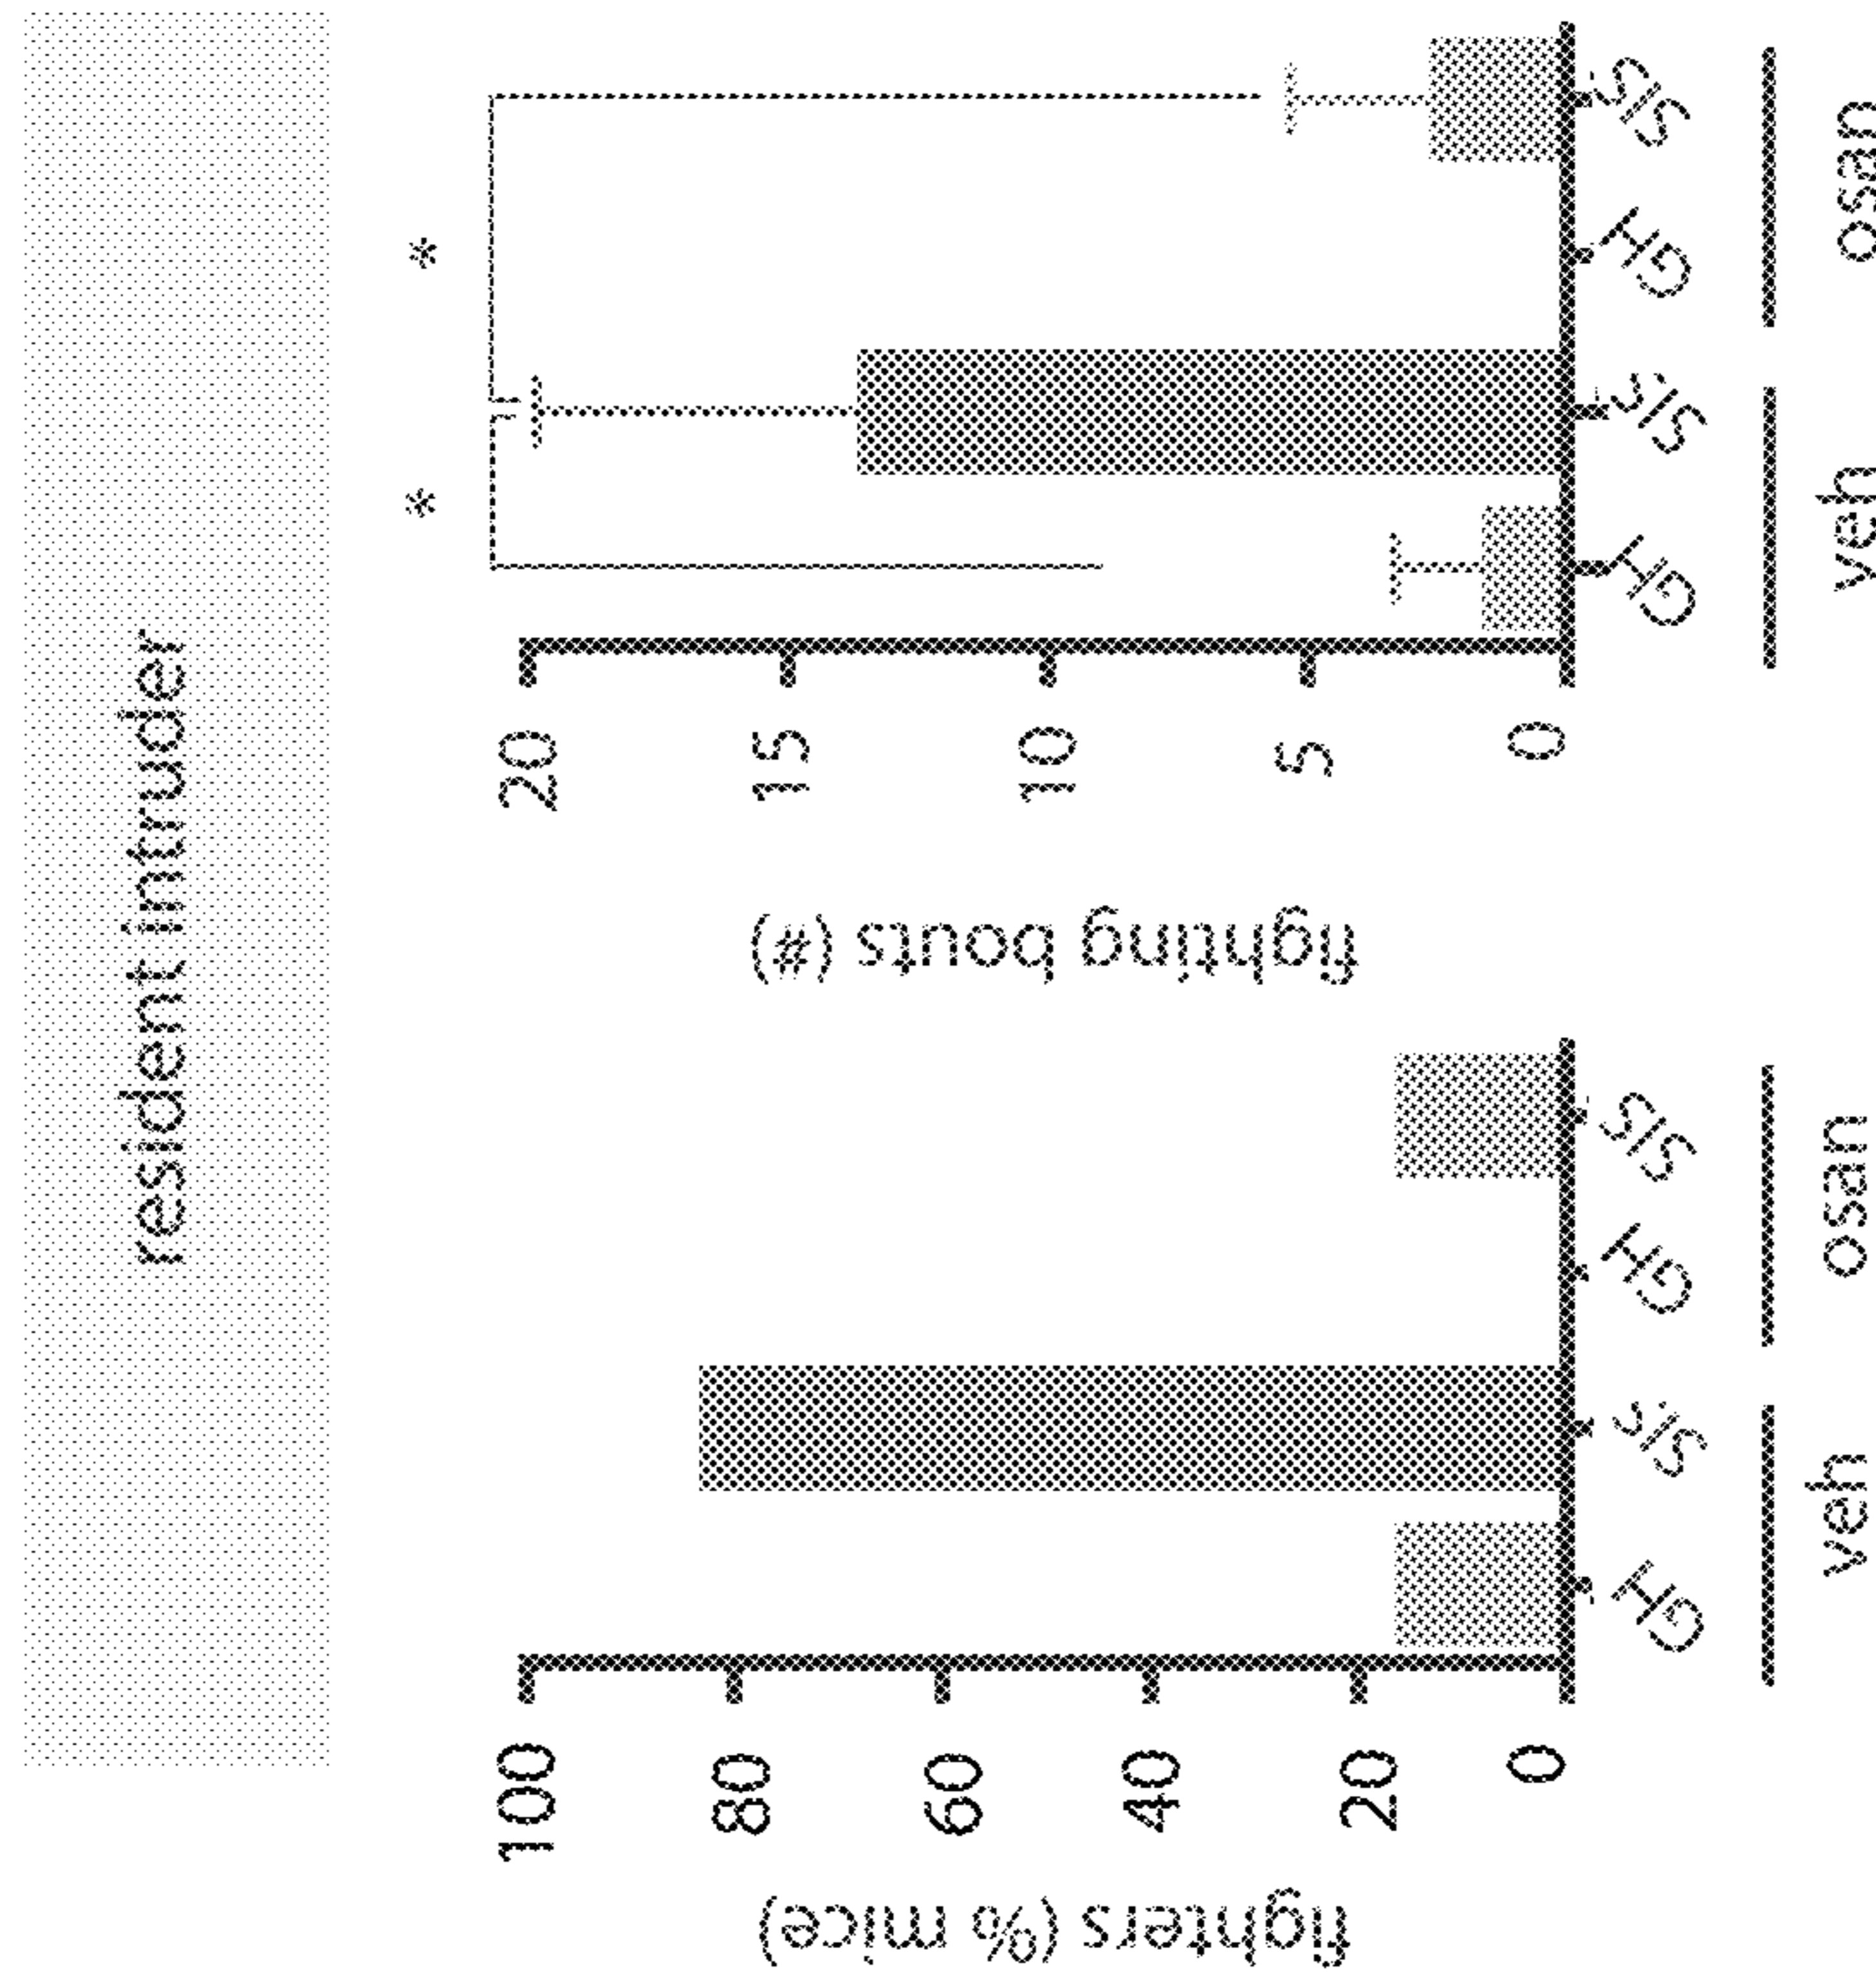 resident intruder
fighters (% mice)
100
80
60
40
20
0
GH
SIS
GH
SIS
veh
osan
fighting bouts (#)
20
15
10
5
0
*
*
GH
SIS
GH
SIS
veh
osan